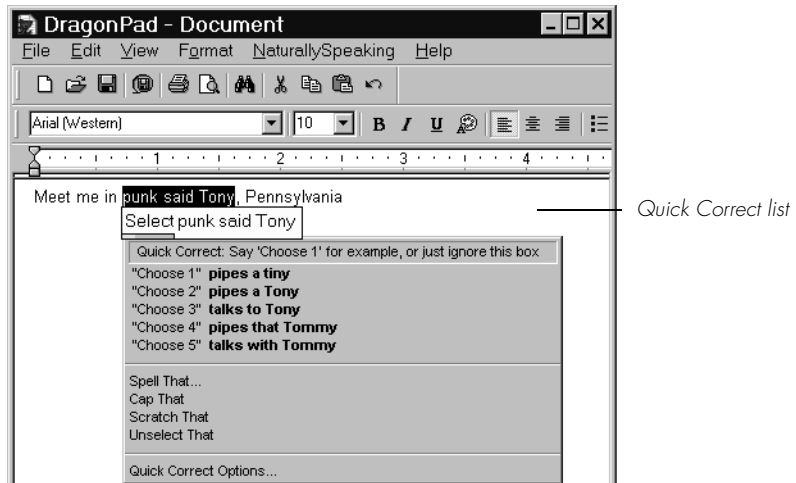 DragonPad - Document
File Edit View Format NaturallySpeaking Help
Arial (Western) 10 B I U
1 2 3 4
Meet me in punk said Tony, Pennsylvania
Quick Correct list
Select punk said Tony
Quick Correct: Say 'Choose 1' for example, or just ignore this box
"Choose 1" pipes a tiny
"Choose 2" pipes a Tony
"Choose 3" talks to Tony
"Choose 4" pipes that Tommy
"Choose 5" talks with Tommy
Spell That...
Cap That
Scratch That
Unselect That
Quick Correct Options...